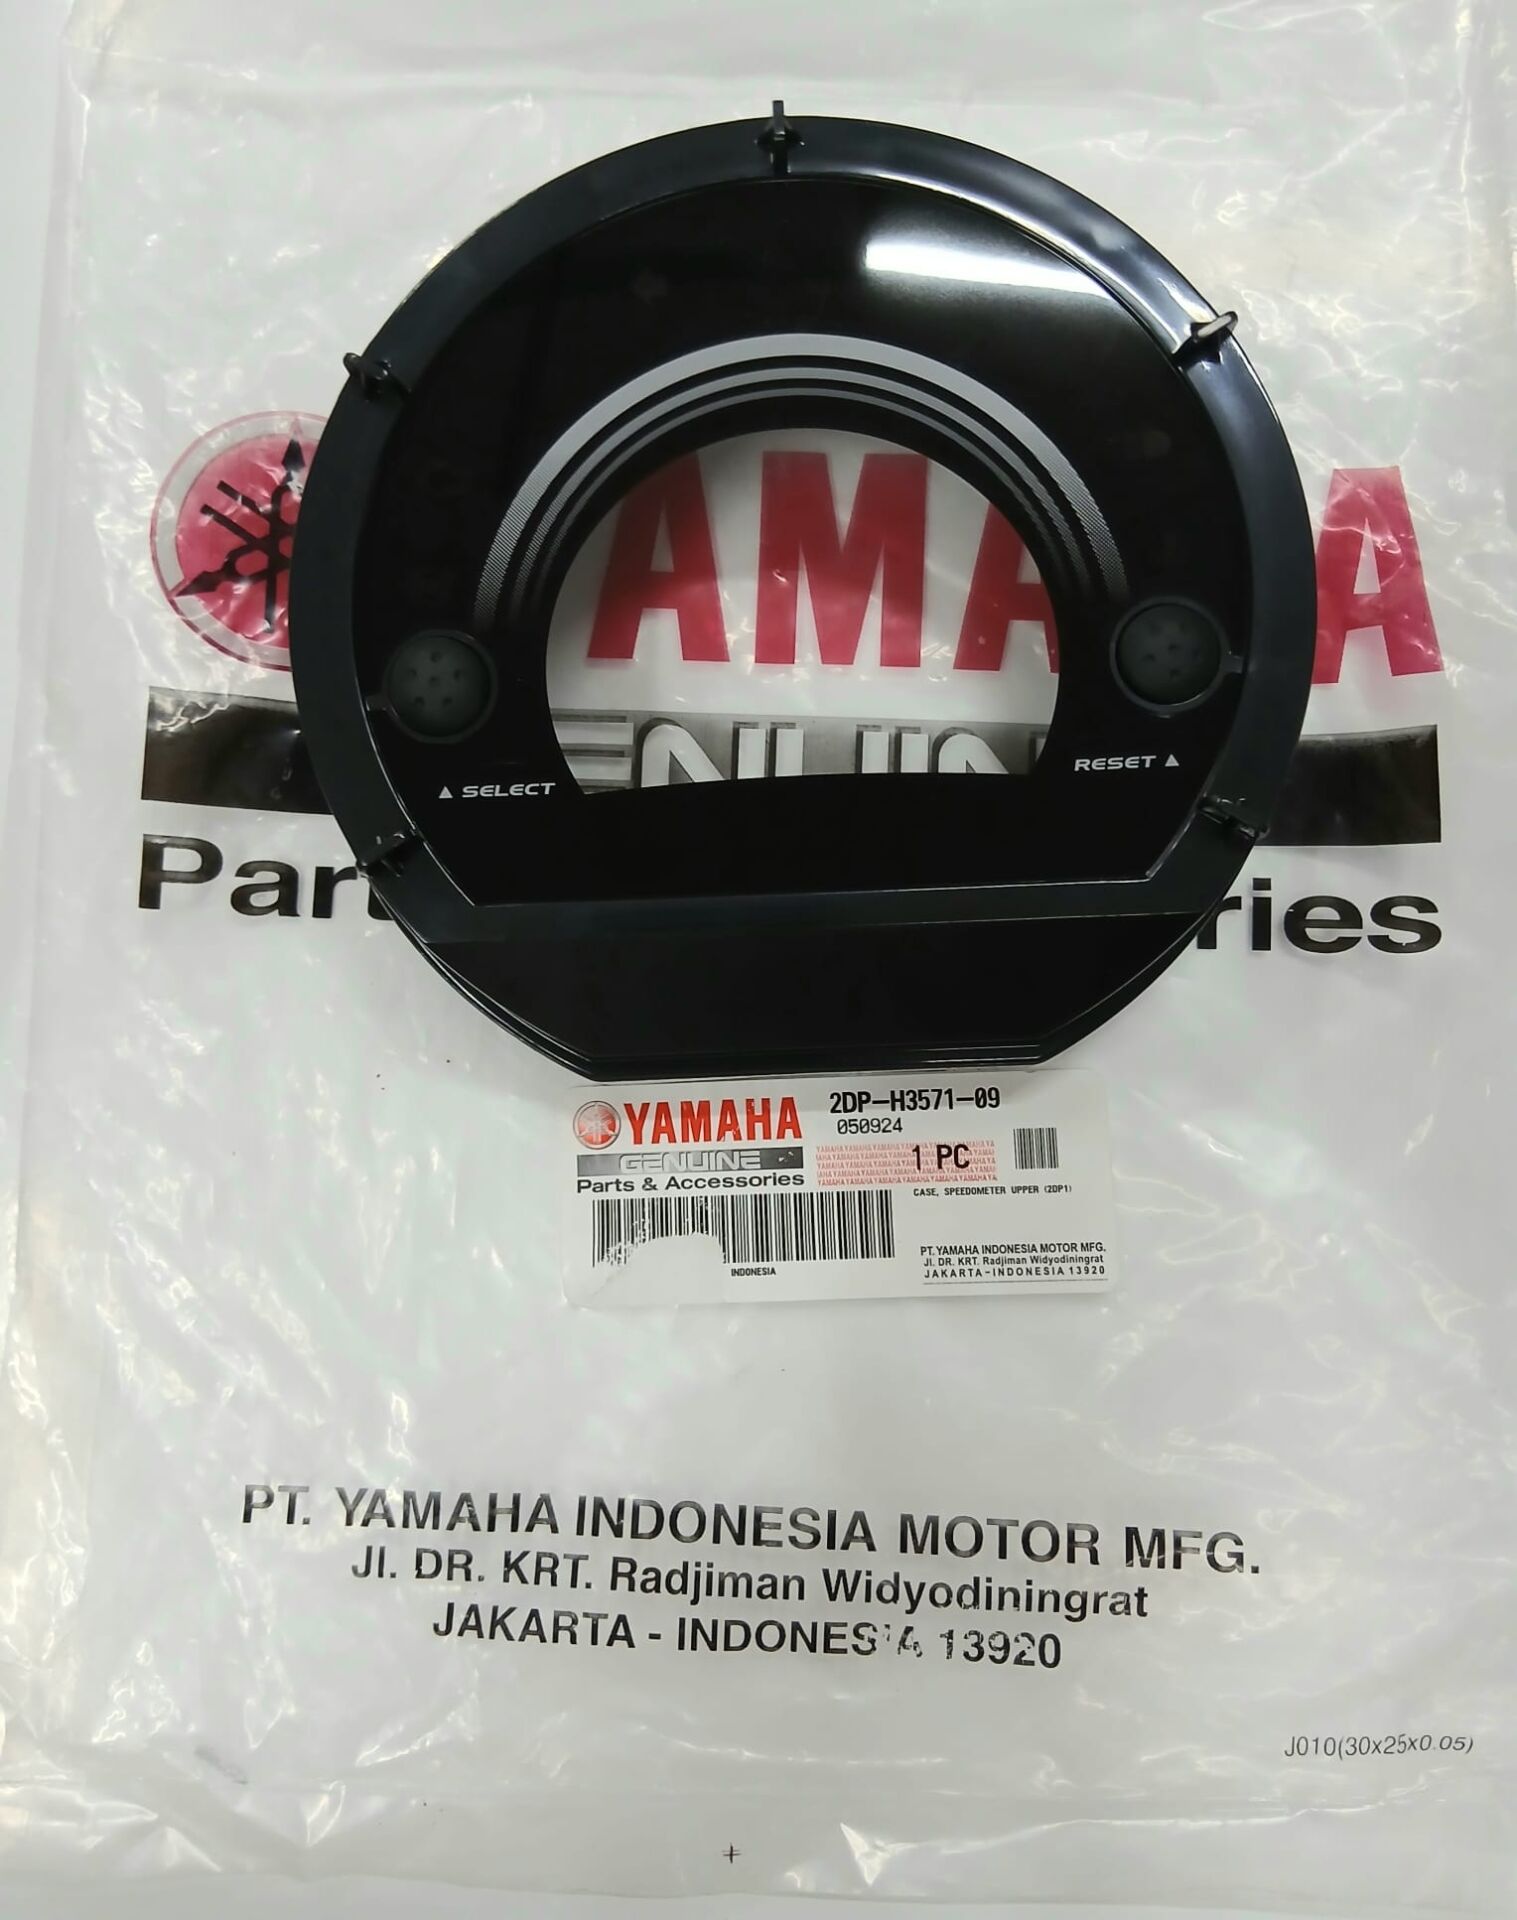 YAMAHA
GENUINE
▲ SELECT
RESET ▲
YAMAHA
GENUINE
Parts & Accessories
2DP-H3571-09
050924
1 PC
CASE, SPEEDOMETER UPPER (2DP1)
INDONESIA
PT. YAMAHA INDONESIA MOTOR MFG.
Jl. DR. KRT. Radjiman Widyodiningrat
JAKARTA-INDONESIA 13920
PT. YAMAHA INDONESIA MOTOR MFG.
Jl. DR. KRT. Radjiman Widyodiningrat
JAKARTA - INDONESIA 13920
J010(30x25x0.05)